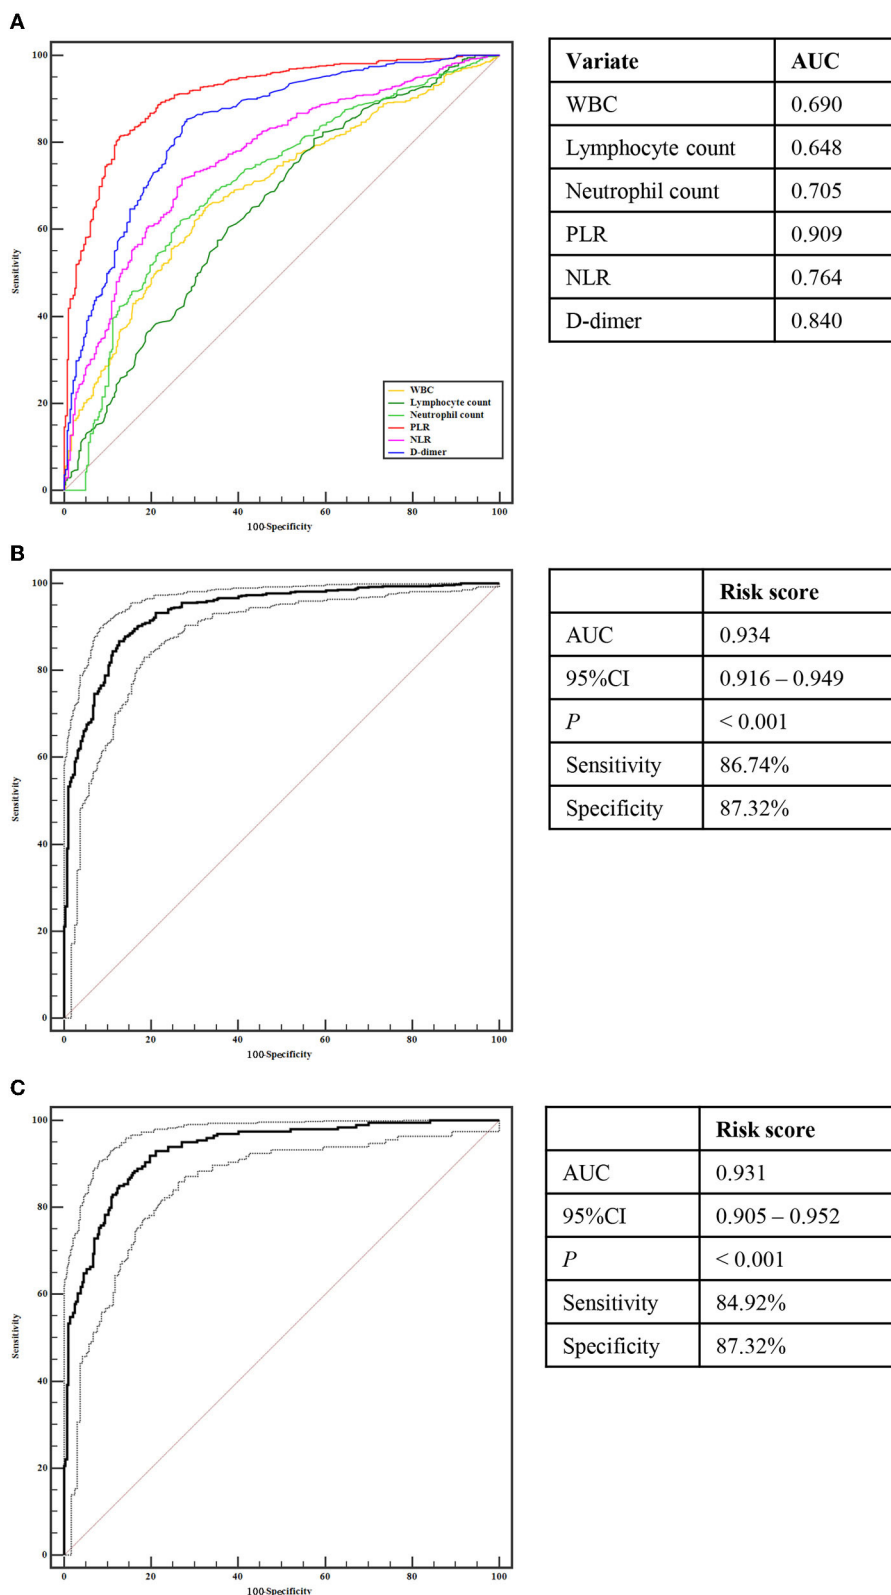 A
100
80
60
40
20
0
Sensitivity
0 20 40 60 80 100
100-Specificity
WBC
Lymphocyte count
Neutrophil count
PLR
NLR
D-dimer
Variate AUC
WBC 0.690
Lymphocyte count 0.648
Neutrophil count 0.705
PLR 0.909
NLR 0.764
D-dimer 0.840
B
100
80
60
40
20
0
Sensitivity
0 20 40 60 80 100
100-Specificity
Risk score
AUC 0.934
95%CI 0.916 – 0.949
P < 0.001
Sensitivity 86.74%
Specificity 87.32%
C
100
80
60
40
20
0
Sensitivity
0 20 40 60 80 100
100-Specificity
Risk score
AUC 0.931
95%CI 0.905 – 0.952
P < 0.001
Sensitivity 84.92%
Specificity 87.32%